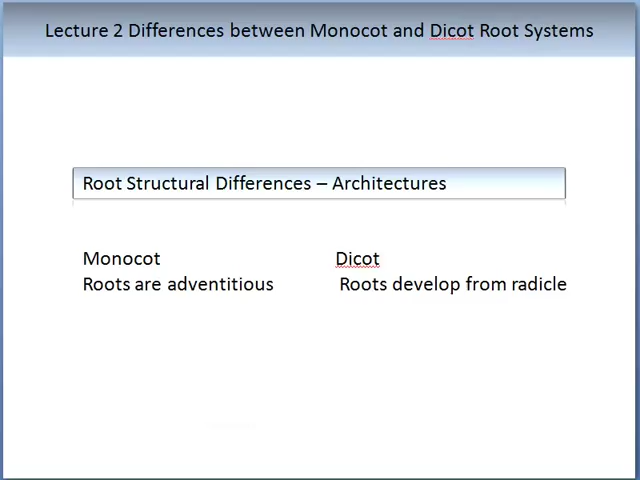 Lecture 2 Differences between Monocot and Dicot Root Systems
Root Structural Differences – Architectures
Monocot Dicot
Roots are adventitious Roots develop from radicle